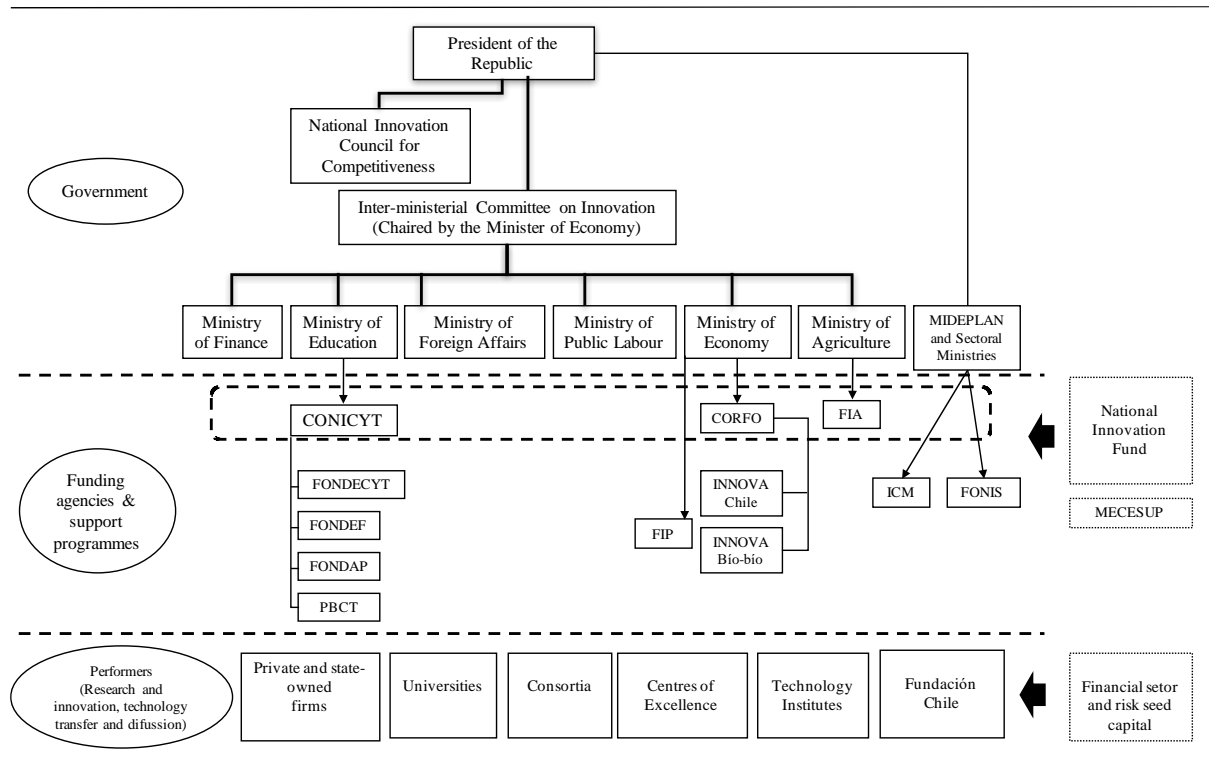 President of the
Republic
National Innovation
Council for
Competitiveness
Government
Inter-ministerial Committee on Innovation
(Chaired by the Minister of Economy)
Ministry
of Finance
Ministry of
Education
Ministry of
Foreign Affairs
Ministry of
Public Labour
Ministry of
Economy
Ministry of
Agriculture
MIDEPLAN
and Sectoral
Ministries
CONICYT
CORFO
FIA
National
Innovation
Fund
Funding
agencies &
support
programmes
FONDECYT
FONDEF
FONDAP
PBCT
FIP
INNOVA
Chile
INNOVA
Bío-bío
ICM
FONIS
MECESUP
Performers
(Research and
innovation, technology
transfer and difussion)
Private and state-
owned
firms
Universities
Consortia
Centres of
Excellence
Technology
Institutes
Fundación
Chile
Financial setor
and risk seed
capital